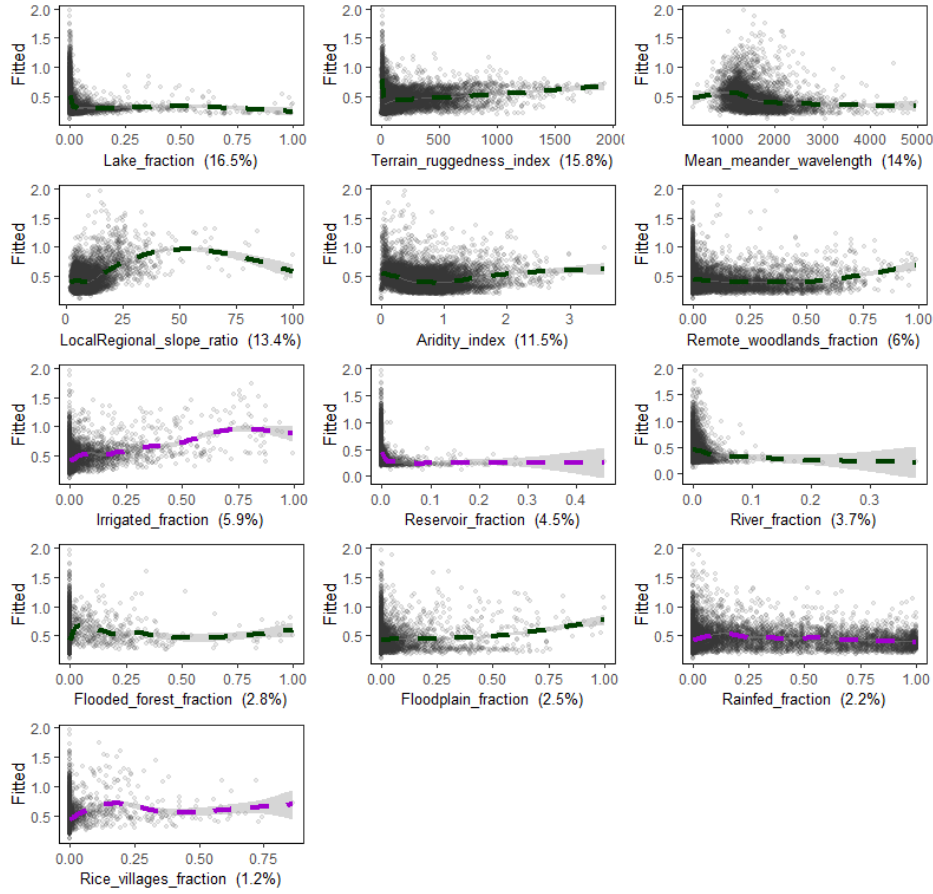 Fitted
2.0
1.5
1.0
0.5
0.00 0.25 0.50 0.75 1.00
Lake_fraction (16.5%)
Fitted
2.0
1.5
1.0
0.5
0 500 1000 1500 2000
Terrain_ruggedness_index (15.8%)
Fitted
2.0
1.5
1.0
0.5
1000 2000 3000 4000 5000
Mean_meander_wavelength (14%)
Fitted
2.0
1.5
1.0
0.5
0 25 50 75 100
LocalRegional_slope_ratio (13.4%)
Fitted
2.0
1.5
1.0
0.5
0 1 2 3
Aridity_index (11.5%)
Fitted
2.0
1.5
1.0
0.5
0.00 0.25 0.50 0.75 1.00
Remote_woodlands_fraction (6%)
Fitted
2.0
1.5
1.0
0.5
0.00 0.25 0.50 0.75 1.00
Irrigated_fraction (5.9%)
Fitted
2.0
1.5
1.0
0.5
0.0
0.0 0.1 0.2 0.3 0.4
Reservoir_fraction (4.5%)
Fitted
2.0
1.5
1.0
0.5
0.0
0.0 0.1 0.2 0.3
River_fraction (3.7%)
Fitted
2.0
1.5
1.0
0.5
0.00 0.25 0.50 0.75 1.00
Flooded_forest_fraction (2.8%)
Fitted
2.0
1.5
1.0
0.5
0.00 0.25 0.50 0.75 1.00
Floodplain_fraction (2.5%)
Fitted
2.0
1.5
1.0
0.5
0.00 0.25 0.50 0.75 1.00
Rainfed_fraction (2.2%)
Fitted
2.0
1.5
1.0
0.5
0.00 0.25 0.50 0.75
Rice_villages_fraction (1.2%)